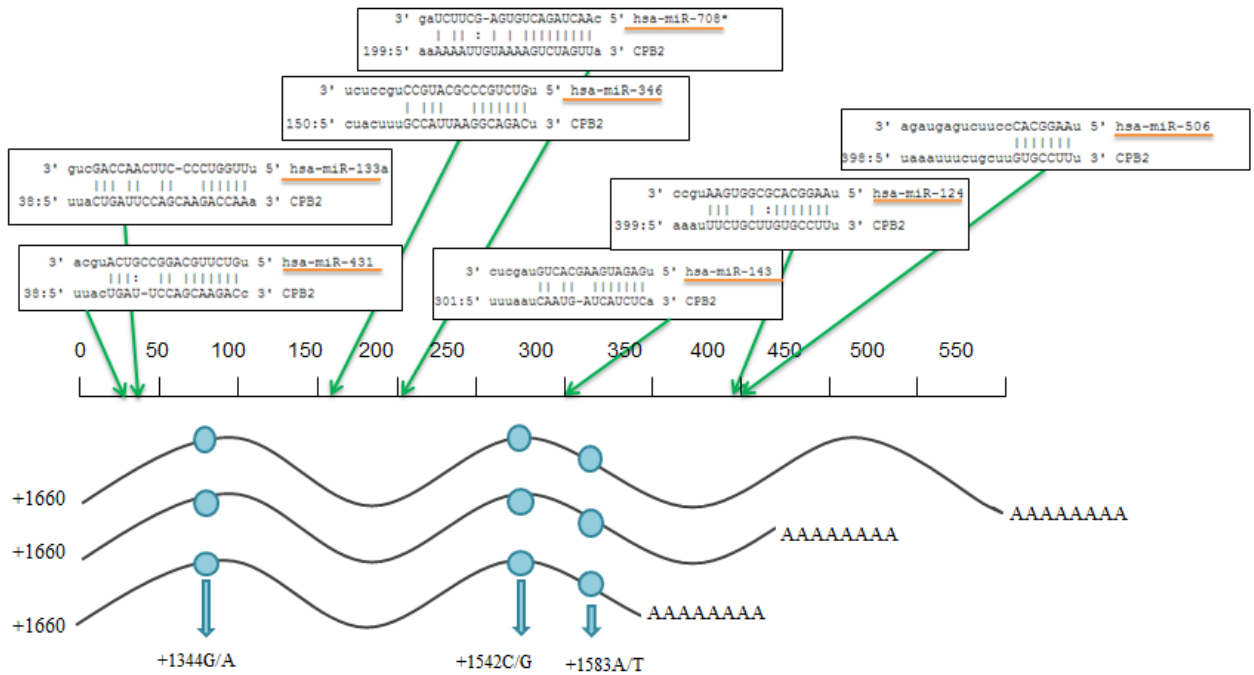 3' gaUCUUCG-AGUGUCAGAUCAAc 5' hsa-miR-708*
| || : | | |||||||||
199:5' aaAAAAUUGUAAAAGUCUAGUUa 3' CPB2
3' ucuccguCCGUACGCCCGUCUGu 5' hsa-miR-346
| ||| |||||||
150:5' cuacuuuGCCAUUAAGGCAGACu 3' CPB2
3' agaugagucuuccCACGGAAu 5' hsa-miR-506
|||||||
398:5' uaaauuucugcuuGUGCCUUu 3' CPB2
3' gucGACCAACUUC-CCCUGGUUu 5' hsa-miR-133a
||| || || ||||||
38:5' uuaCUGAUUCCAGCAAGACCAAa 3' CPB2
3' ccguAAGUGGCGCACGGAAu 5' hsa-miR-124
||| | :|||||||
399:5' aaauUUCUGCUUGUGCCUUu 3' CPB2
3' acguACUGCCGGACGUUCUGu 5' hsa-miR-431
|||: || |||||||
38:5' uuacUGAU-UCCAGCAAGACc 3' CPB2
3' cucgauGUCACGAAGUAGAGu 5' hsa-miR-143
|| || |||||||
301:5' uuuaauCAAUG-AUCAUCUCa 3' CPB2
0 50 100 150 200 250 300 350 400 450 500 550
+1660
AAAAAAAA
+1660
AAAAAAAA
+1660
AAAAAAAA
+1344G/A
+1542C/G
+1583A/T